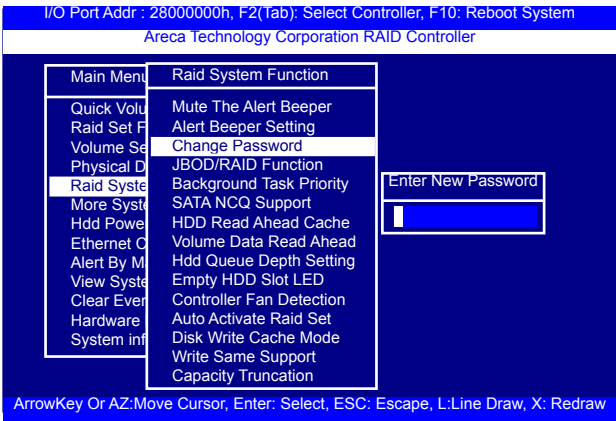 I/O Port Addr : 28000000h, F2(Tab): Select Controller, F10: Reboot System
Areca Technology Corporation RAID Controller
Main Menu
Quick Volu
Raid Set F
Volume Se
Physical D
Raid Syste
More Syste
Hdd Powe
Ethernet C
Alert By M
View Syste
Clear Even
Hardware
System inf
Raid System Function
Mute The Alert Beeper
Alert Beeper Setting
Change Password
JBOD/RAID Function
Background Task Priority
SATA NCQ Support
HDD Read Ahead Cache
Volume Data Read Ahead
Hdd Queue Depth Setting
Empty HDD Slot LED
Controller Fan Detection
Auto Activate Raid Set
Disk Write Cache Mode
Write Same Support
Capacity Truncation
Enter New Password
ArrowKey Or AZ:Move Cursor, Enter: Select, ESC: Escape, L:Line Draw, X: Redraw